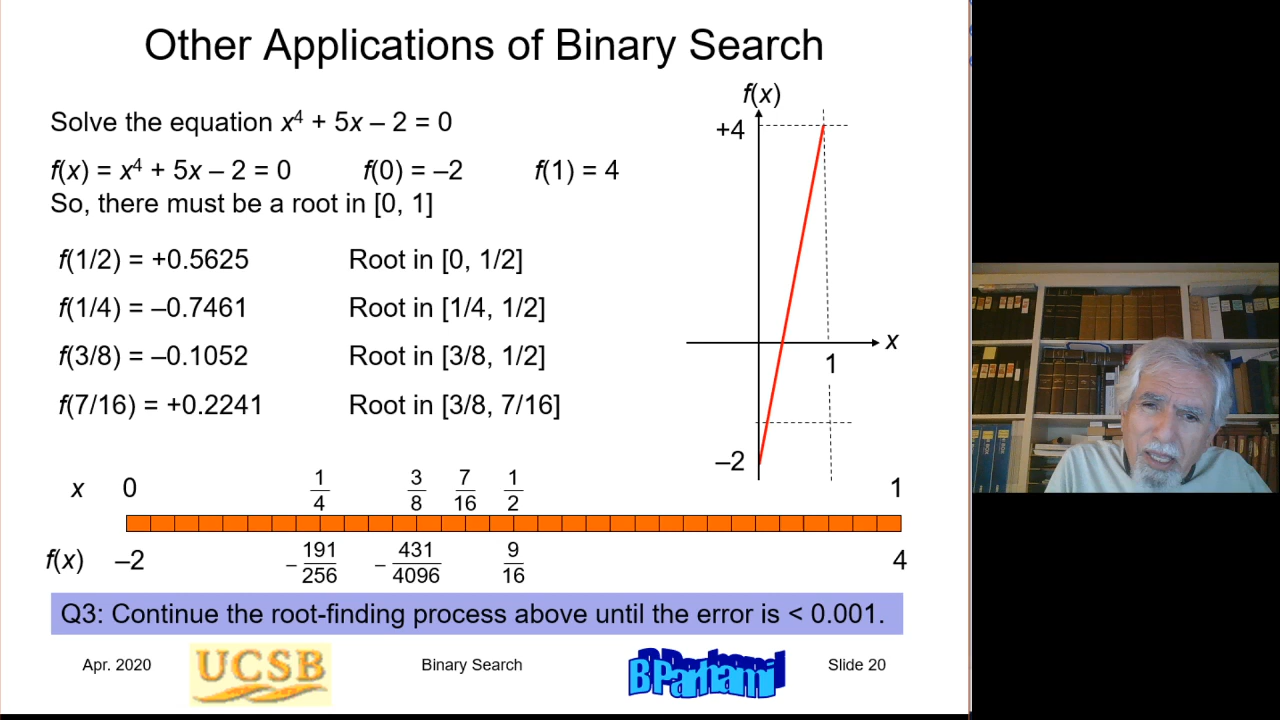 Other Applications of Binary Search
Solve the equation x⁴ + 5x – 2 = 0
f(x) = x⁴ + 5x – 2 = 0 f(0) = –2 f(1) = 4
So, there must be a root in [0, 1]
f(1/2) = +0.5625 Root in [0, 1/2]
f(1/4) = –0.7461 Root in [1/4, 1/2]
f(3/8) = –0.1052 Root in [3/8, 1/2]
f(7/16) = +0.2241 Root in [3/8, 7/16]
f(x)
+4
x
1
–2
x 0 1/4 3/8 7/16 1/2 1
f(x) –2 –191/256 –431/4096 9/16 4
Q3: Continue the root-finding process above until the error is < 0.001.
Apr. 2020 UCSB Binary Search B Parhami Slide 20